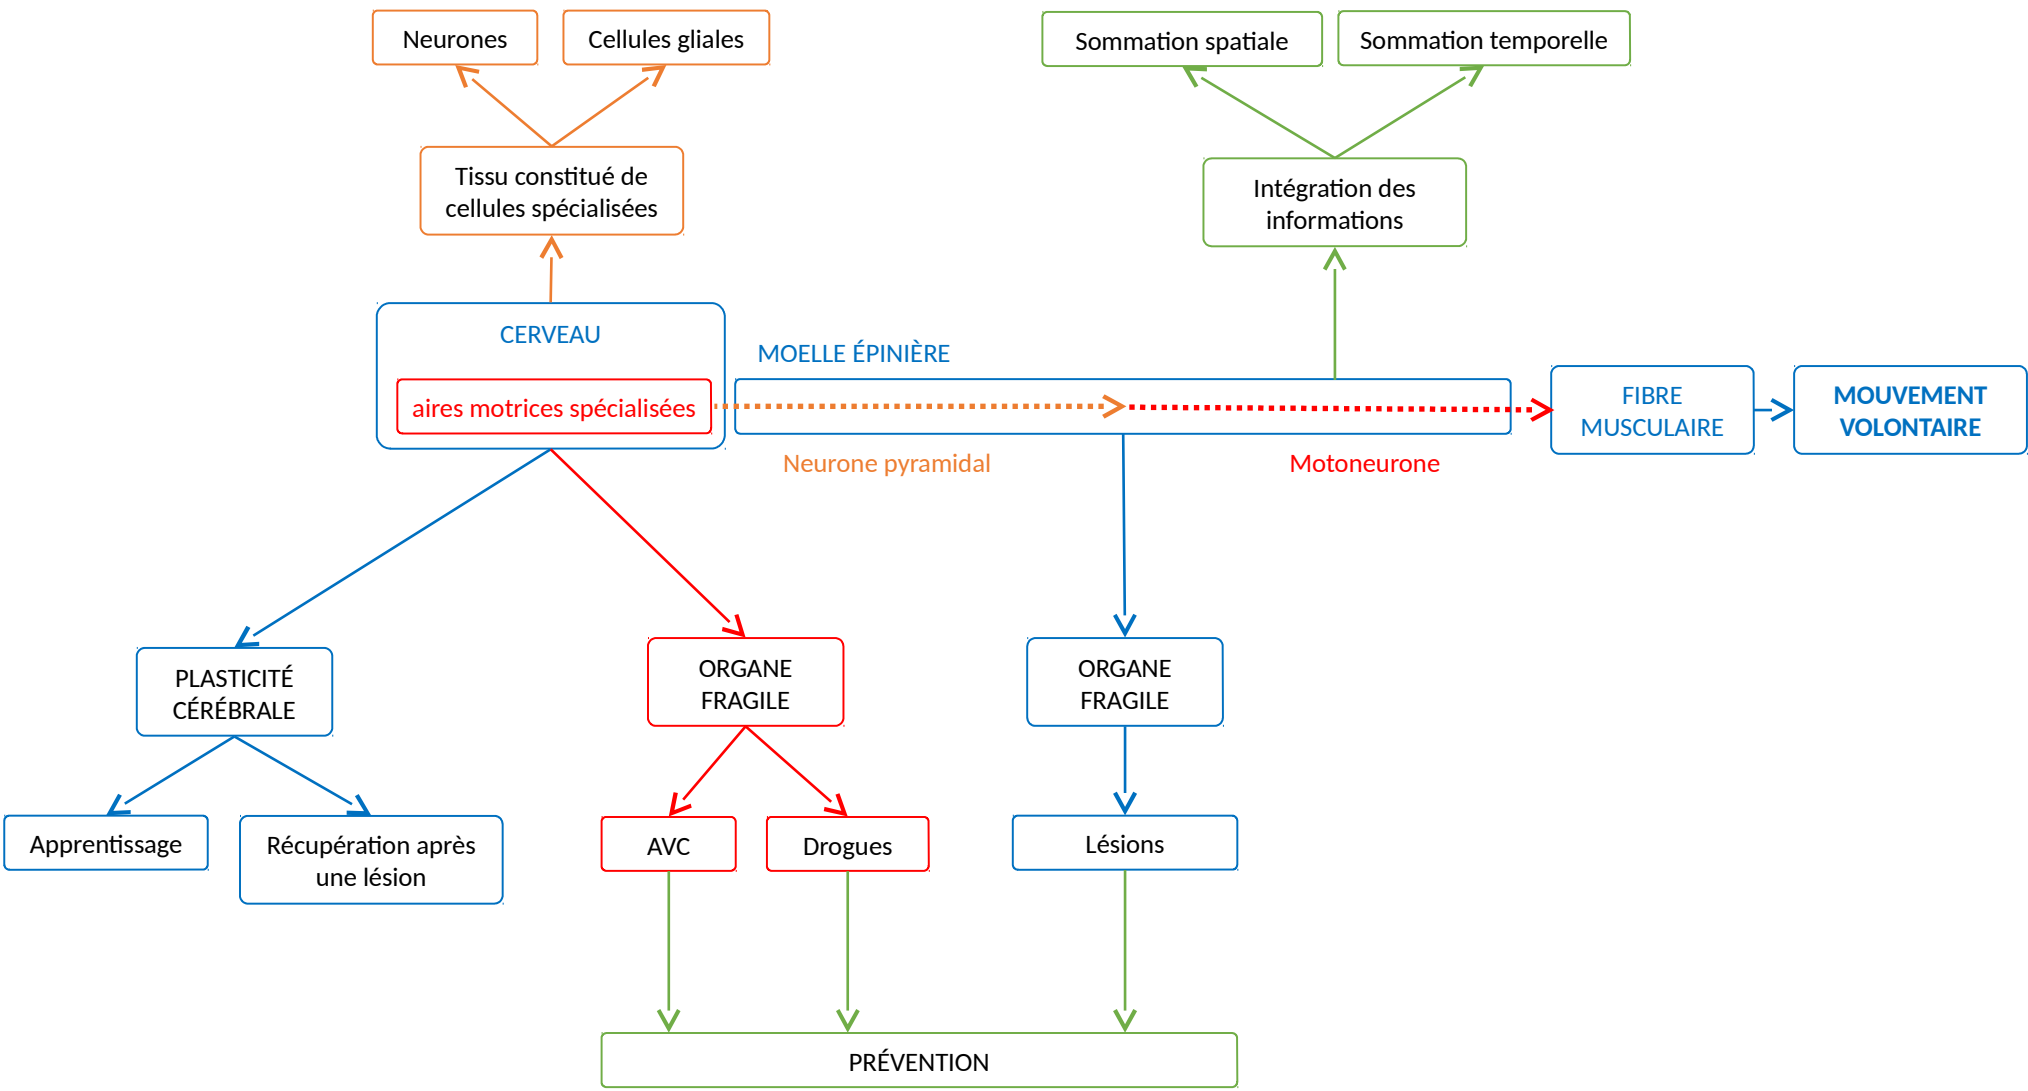 Neurones
Cellules gliales
Sommation spatiale
Sommation temporelle
Tissu constitué de
cellules spécialisées
Intégration des
informations
CERVEAU
MOELLE ÉPINIÈRE
aires motrices spécialisées
FIBRE
MUSCULAIRE
MOUVEMENT
VOLONTAIRE
Neurone pyramidal
Motoneurone
PLASTICITÉ
CÉRÉBRALE
ORGANE
FRAGILE
ORGANE
FRAGILE
Apprentissage
Récupération après
une lésion
AVC
Drogues
Lésions
PRÉVENTION